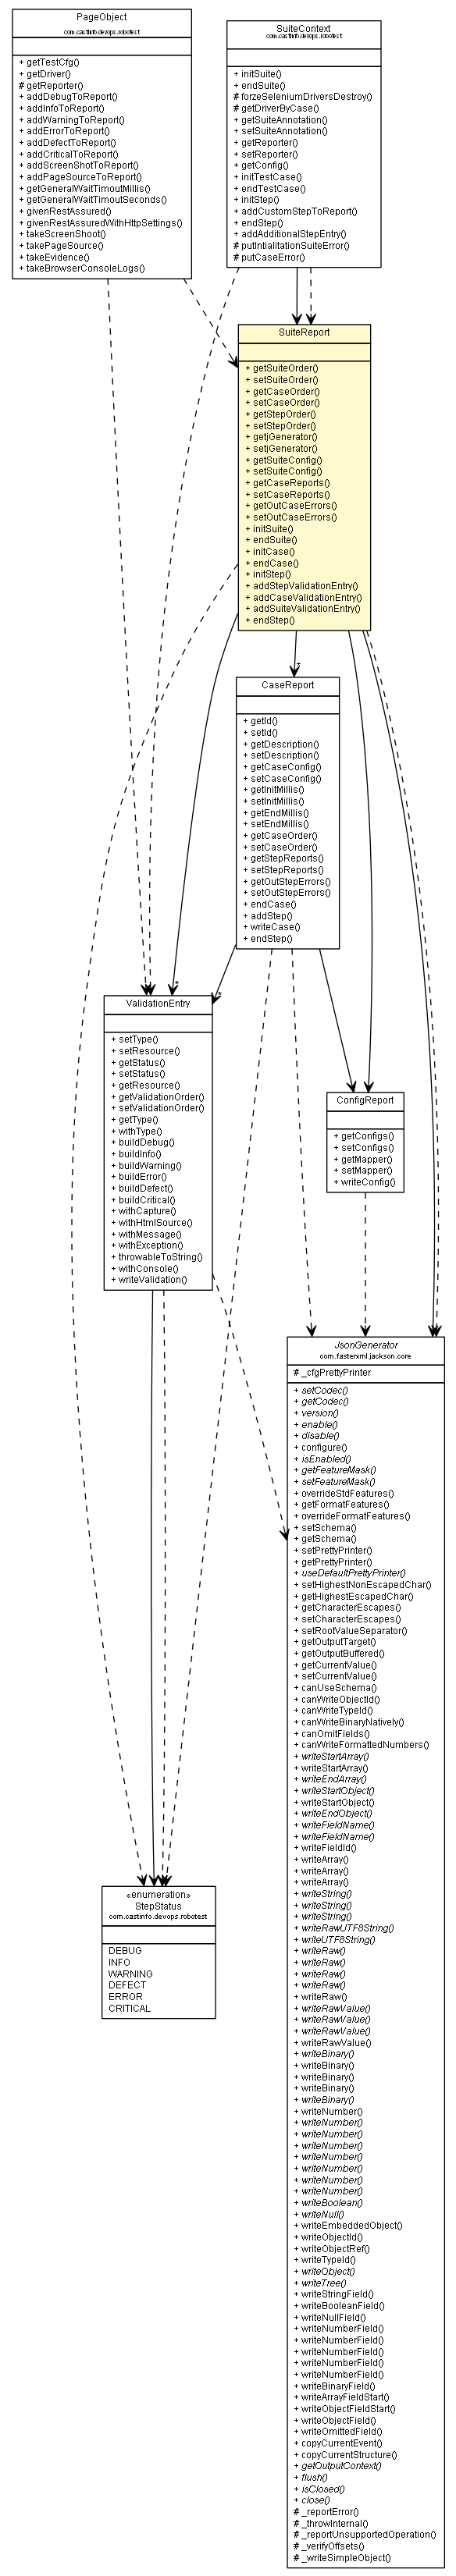 PageObject
com.castinfo.devops.robotest
+ getTestCfg()
+ getDriver()
# getReporter()
+ addDebugToReport()
+ addInfoToReport()
+ addWarningToReport()
+ addErrorToReport()
+ addDefectToReport()
+ addCriticalToReport()
+ addScreenShotToReport()
+ addPageSourceToReport()
+ getGeneralWaitTimoutMillis()
+ getGeneralWaitTimoutSeconds()
+ givenRestAssured()
+ givenRestAssuredWithHttpSettings()
+ takeScreenShoot()
+ takePageSource()
+ takeEvidence()
+ takeBrowserConsoleLogs()
SuiteContext
com.castinfo.devops.robotest
+ initSuite()
+ endSuite()
# forzeSeleniumDriversDestroy()
# getDriverByCase()
+ getSuiteAnnotation()
+ setSuiteAnnotation()
+ getReporter()
+ setReporter()
+ getConfig()
+ initTestCase()
+ endTestCase()
+ initStep()
+ addCustomStepToReport()
+ endStep()
+ addAdditionalStepEntry()
# putIntialitationSuiteError()
# putCaseError()
SuiteReport
+ getSuiteOrder()
+ setSuiteOrder()
+ getCaseOrder()
+ setCaseOrder()
+ getStepOrder()
+ setStepOrder()
+ getjGenerator()
+ setjGenerator()
+ getSuiteConfig()
+ setSuiteConfig()
+ getCaseReports()
+ setCaseReports()
+ getOutCaseErrors()
+ setOutCaseErrors()
+ initSuite()
+ endSuite()
+ initCase()
+ endCase()
+ initStep()
+ addStepValidationEntry()
+ addCaseValidationEntry()
+ addSuiteValidationEntry()
+ endStep()
*
CaseReport
+ getId()
+ setId()
+ getDescription()
+ setDescription()
+ getCaseConfig()
+ setCaseConfig()
+ getInitMillis()
+ setInitMillis()
+ getEndMillis()
+ setEndMillis()
+ getCaseOrder()
+ setCaseOrder()
+ getStepReports()
+ setStepReports()
+ getOutStepErrors()
+ setOutStepErrors()
+ endCase()
+ addStep()
+ writeCase()
+ endStep()
*
*
ValidationEntry
+ setType()
+ setResource()
+ getStatus()
+ setStatus()
+ getResource()
+ getValidationOrder()
+ setValidationOrder()
+ getType()
+ withType()
+ buildDebug()
+ buildInfo()
+ buildWarning()
+ buildError()
+ buildDefect()
+ buildCritical()
+ withCapture()
+ withHtmlSource()
+ withMessage()
+ withException()
+ throwableToString()
+ withConsole()
+ writeValidation()
ConfigReport
+ getConfigs()
+ setConfigs()
+ getMapper()
+ setMapper()
+ writeConfig()
JsonGenerator
com.fasterxml.jackson.core
# _cfgPrettyPrinter
+ setCodec()
+ getCodec()
+ version()
+ enable()
+ disable()
+ configure()
+ isEnabled()
+ getFeatureMask()
+ setFeatureMask()
+ overrideStdFeatures()
+ getFormatFeatures()
+ overrideFormatFeatures()
+ setSchema()
+ getSchema()
+ setPrettyPrinter()
+ getPrettyPrinter()
+ useDefaultPrettyPrinter()
+ setHighestNonEscapedChar()
+ getHighestEscapedChar()
+ getCharacterEscapes()
+ setCharacterEscapes()
+ setRootValueSeparator()
+ getOutputTarget()
+ getOutputBuffered()
+ getCurrentValue()
+ setCurrentValue()
+ canUseSchema()
+ canWriteObjectId()
+ canWriteTypeId()
+ canWriteBinaryNatively()
+ canOmitFields()
+ canWriteFormattedNumbers()
+ writeStartArray()
+ writeStartArray()
+ writeEndArray()
+ writeStartObject()
+ writeStartObject()
+ writeEndObject()
+ writeFieldName()
+ writeFieldName()
+ writeFieldId()
+ writeArray()
+ writeArray()
+ writeArray()
+ writeString()
+ writeString()
+ writeString()
+ writeRawUTF8String()
+ writeUTF8String()
+ writeRaw()
+ writeRaw()
+ writeRaw()
+ writeRaw()
+ writeRaw()
+ writeRawValue()
+ writeRawValue()
+ writeRawValue()
+ writeRawValue()
+ writeBinary()
+ writeBinary()
+ writeBinary()
+ writeBinary()
+ writeBinary()
+ writeNumber()
+ writeNumber()
+ writeNumber()
+ writeNumber()
+ writeNumber()
+ writeNumber()
+ writeNumber()
+ writeNumber()
+ writeBoolean()
+ writeNull()
+ writeEmbeddedObject()
+ writeObjectId()
+ writeObjectRef()
+ writeTypeId()
+ writeObject()
+ writeTree()
+ writeStringField()
+ writeBooleanField()
+ writeNullField()
+ writeNumberField()
+ writeNumberField()
+ writeNumberField()
+ writeNumberField()
+ writeNumberField()
+ writeBinaryField()
+ writeArrayFieldStart()
+ writeObjectFieldStart()
+ writeObjectField()
+ writeOmittedField()
+ copyCurrentEvent()
+ copyCurrentStructure()
+ getOutputContext()
+ flush()
+ isClosed()
+ close()
# _reportError()
# _throwInternal()
# _reportUnsupportedOperation()
# _verifyOffsets()
# _writeSimpleObject()
«enumeration»
StepStatus
com.castinfo.devops.robotest
DEBUG
INFO
WARNING
DEFECT
ERROR
CRITICAL